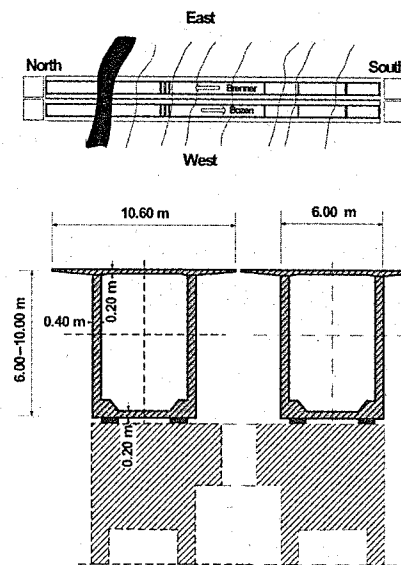 East
North
South
Brenner
Bozen
West
10.60 m
6.00 m
0.20 m
0.40 m
6.00–10.00 m
0.20 m